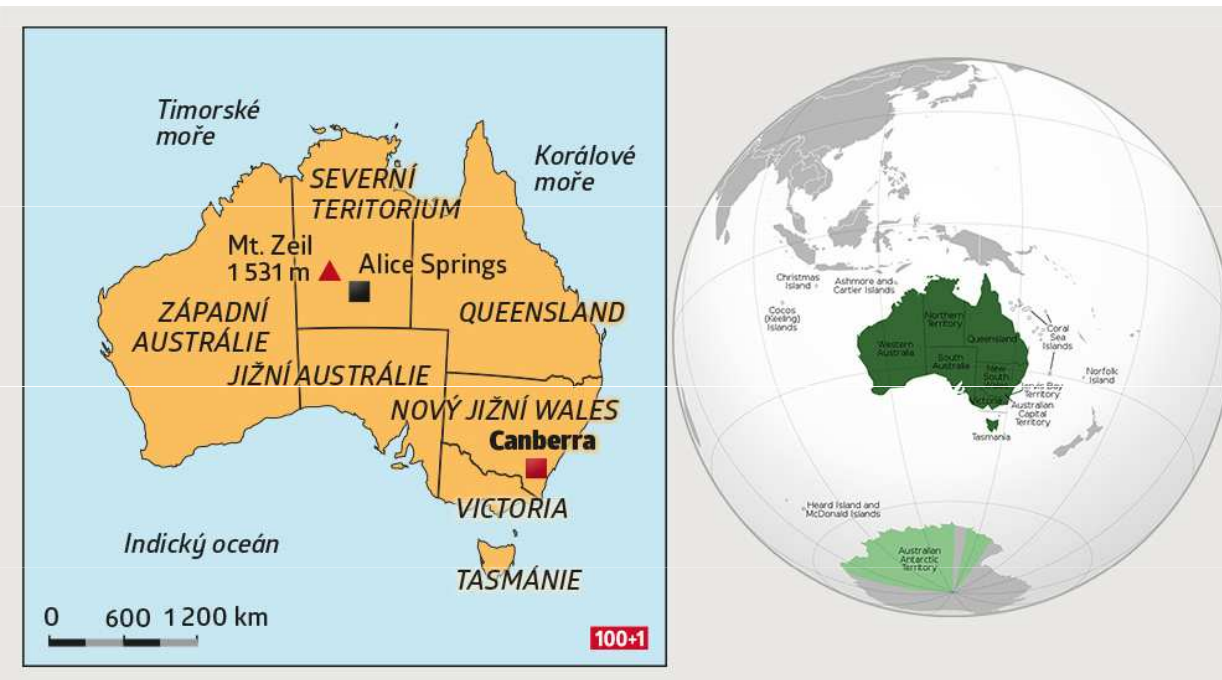 Timorské
moře
Korálové
moře
SEVERNÍ
TERITORIUM
Mt. Zeil
1 531 m
Alice Springs
ZÁPADNÍ
AUSTRÁLIE
QUEENSLAND
JIŽNÍ AUSTRÁLIE
NOVÝ JIŽNÍ WALES
Canberra
VICTORIA
Indický oceán
TASMÁNIE
0 600 1 200 km
100+1
Christmas
Island
Ashmore and
Cartier Islands
Cocos
(Keeling)
Islands
Northern
Territory
Western
Australia
Queensland
South
Australia
New
South
Victoria
Coral
Sea
Islands
Norfolk
Island
Jervis Bay
Territory
Australian
Capital
Territory
Tasmania
Heard Island and
McDonald Islands
Australian
Antarctic
Territory